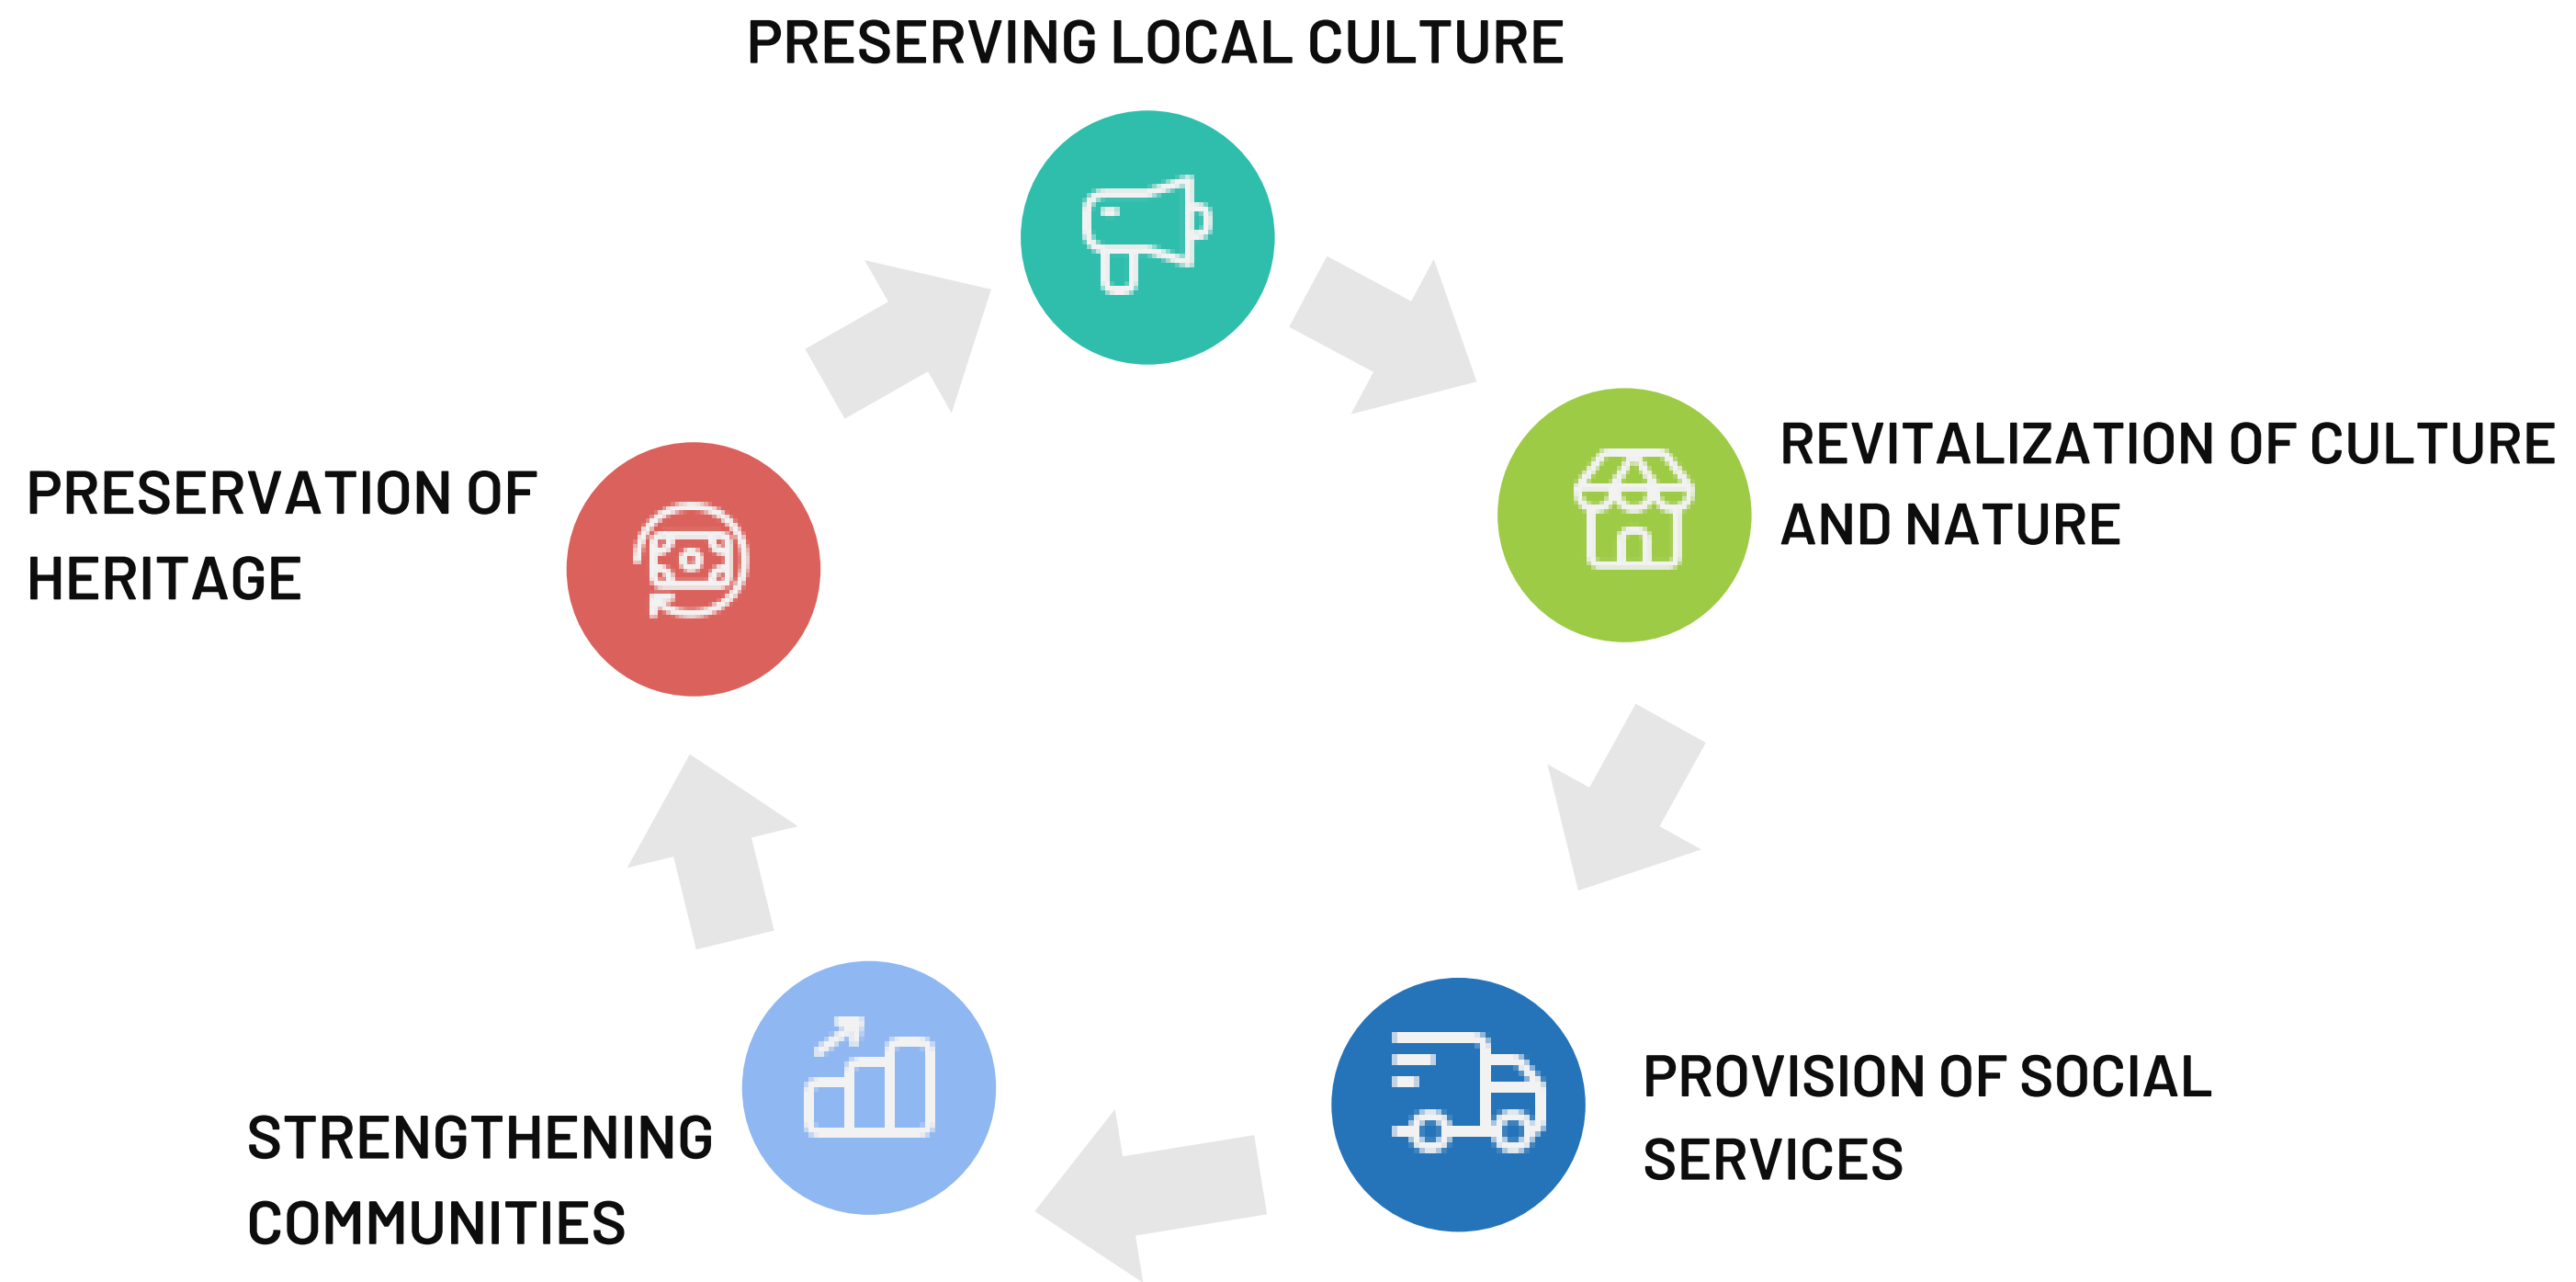 PRESERVING LOCAL CULTURE
REVITALIZATION OF CULTURE
AND NATURE
PRESERVATION OF
HERITAGE
PROVISION OF SOCIAL
SERVICES
STRENGTHENING
COMMUNITIES